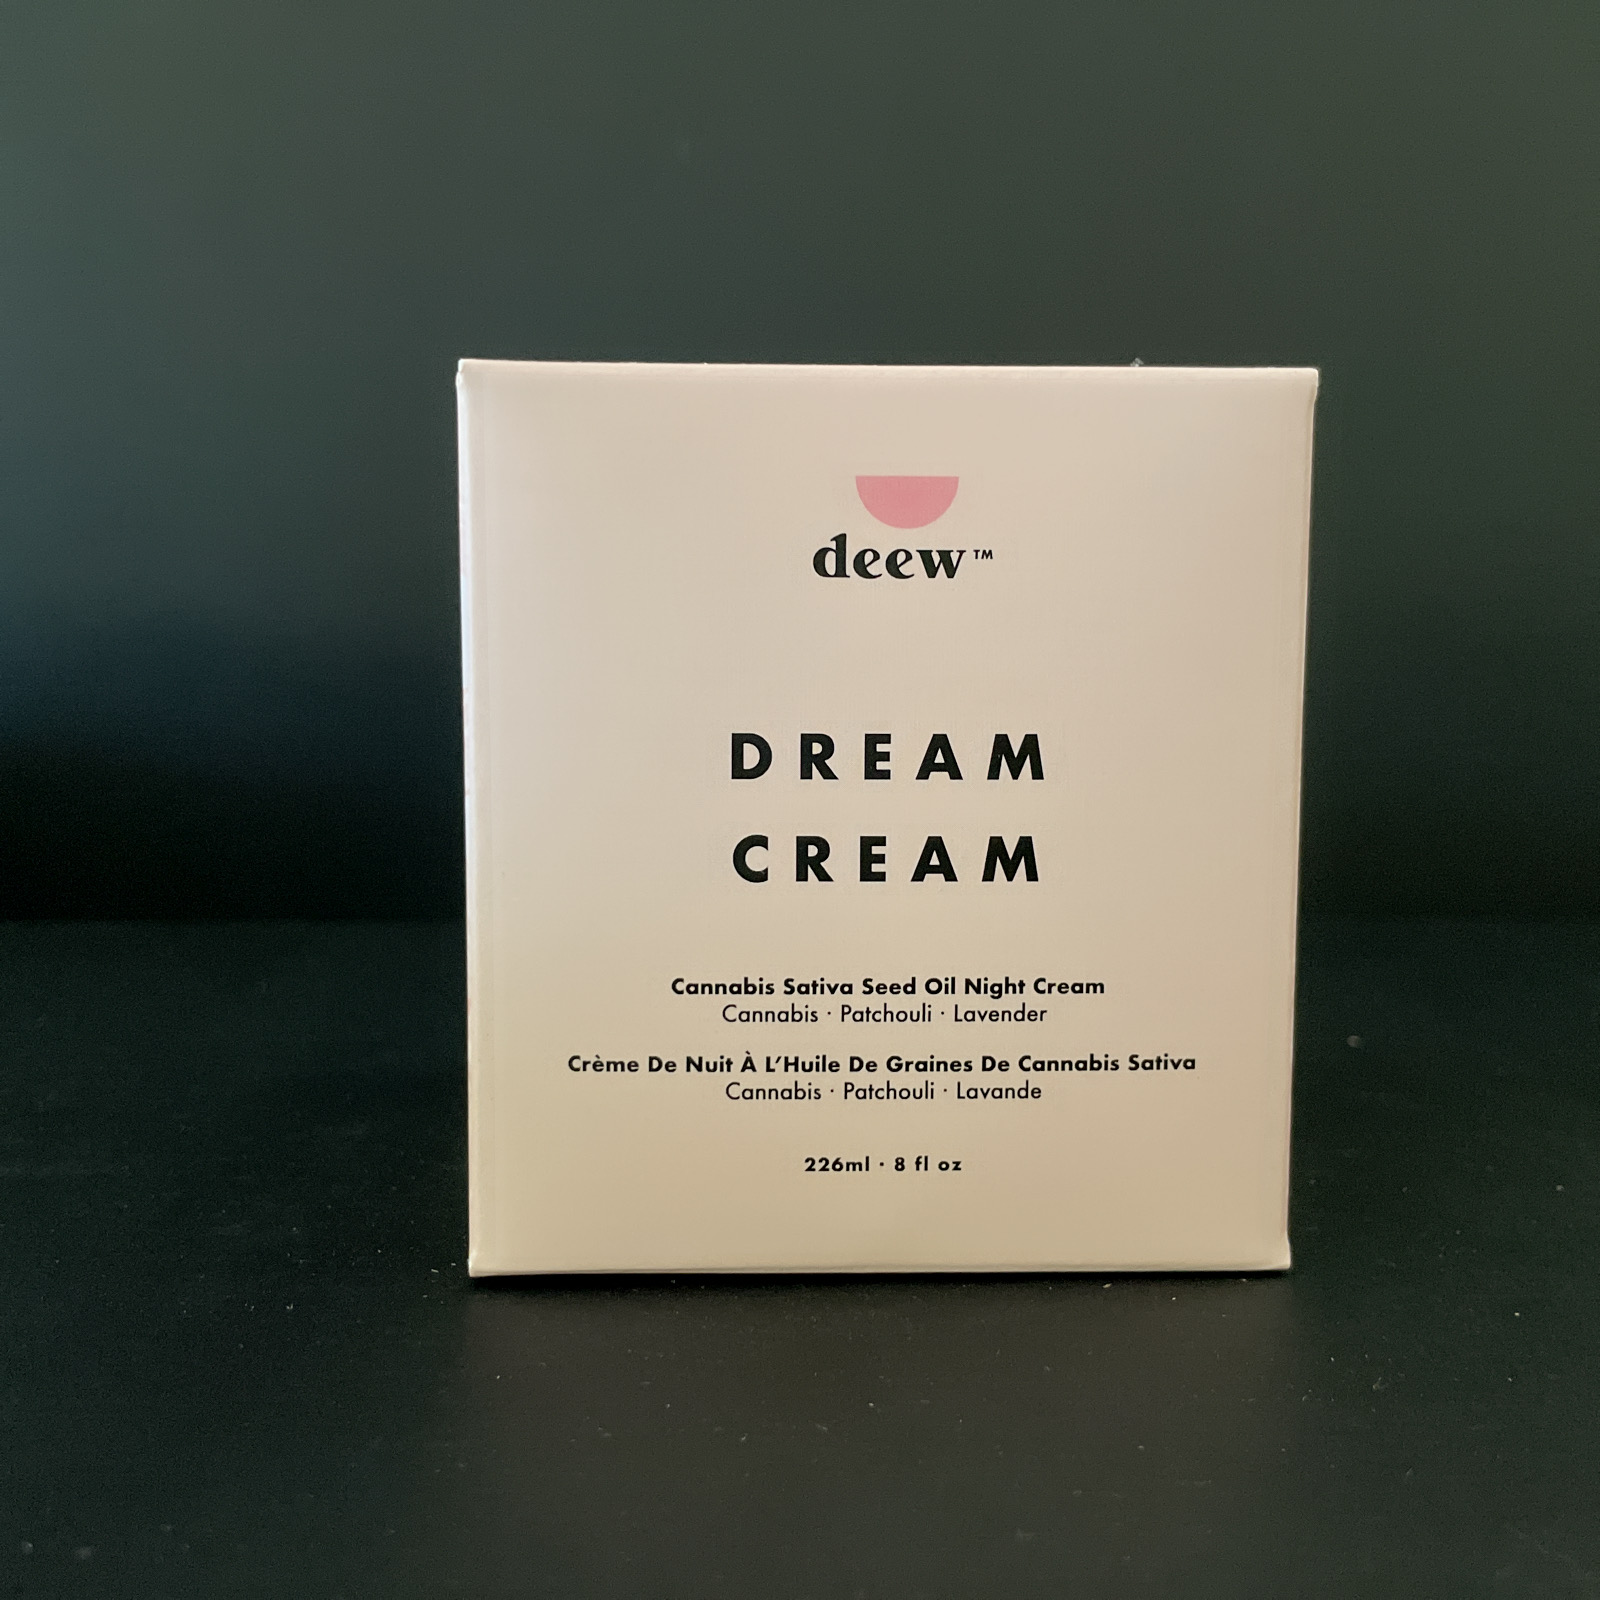 deew™
DREAM
CREAM
Cannabis Sativa Seed Oil Night Cream
Cannabis · Patchouli · Lavender
Crème De Nuit À L’Huile De Graines De Cannabis Sativa
Cannabis · Patchouli · Lavande
226ml · 8 fl oz